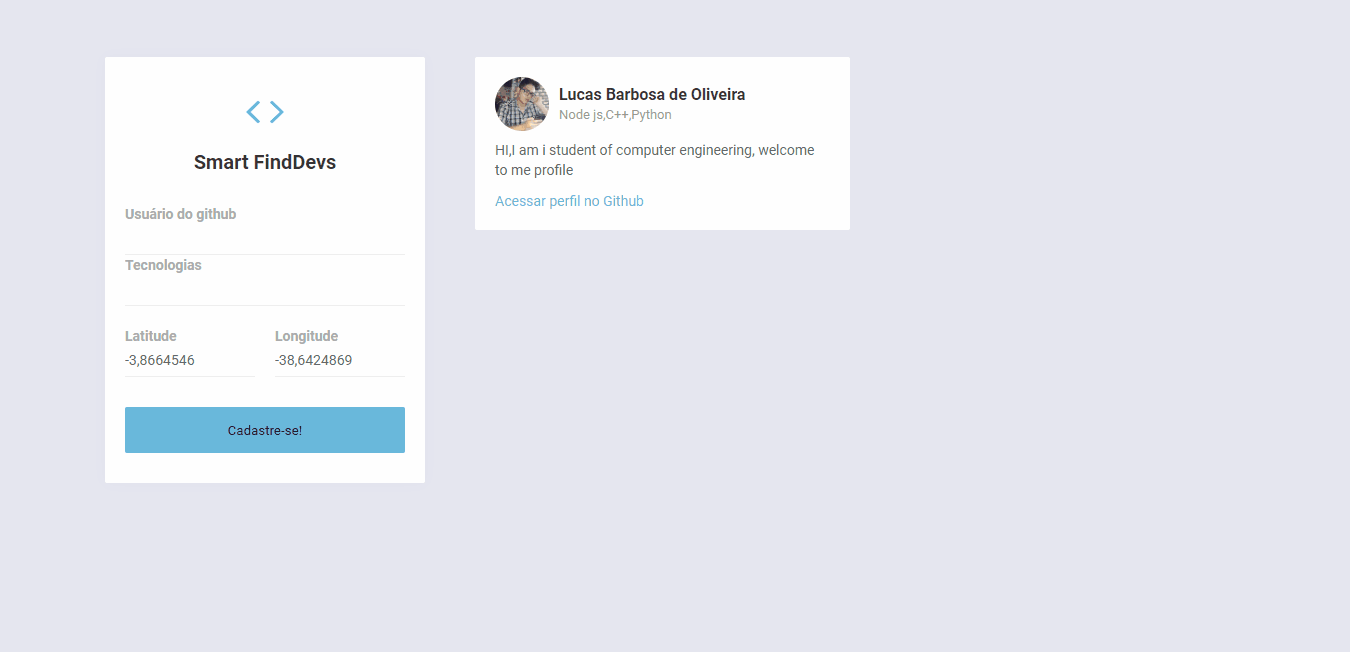 Smart FindDevs
Usuário do github
Tecnologias
Latitude
Longitude
-3,8664546
-38,6424869
Cadastre-se!
Lucas Barbosa de Oliveira
Node js,C++,Python
HI,I am i student of computer engineering, welcome
to me profile
Acessar perfil no Github